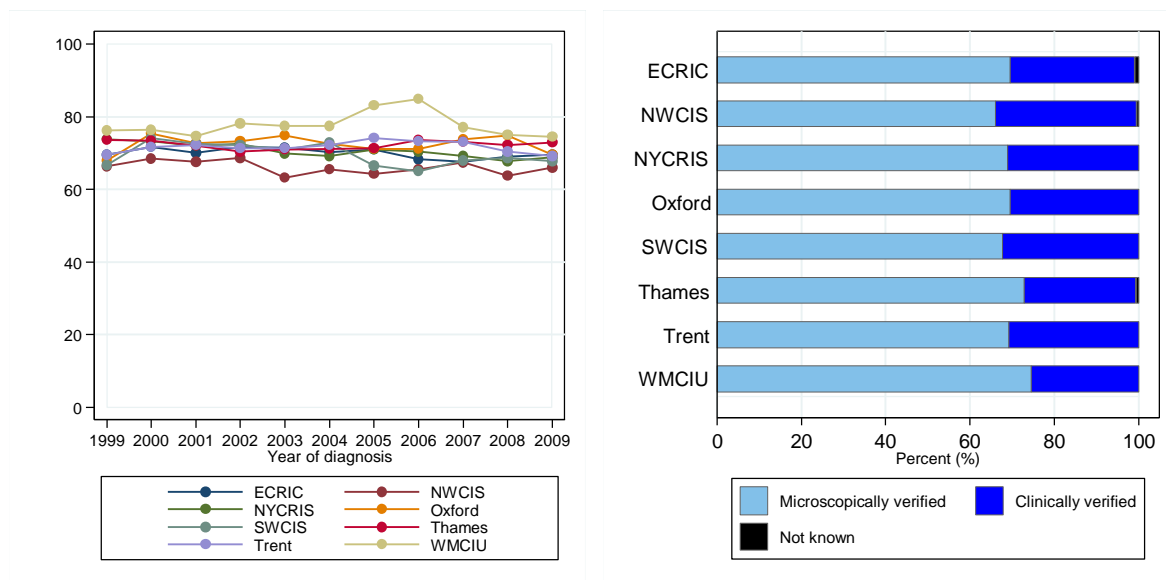 100
80
60
40
20
0
1999 2000 2001 2002 2003 2004 2005 2006 2007 2008 2009
Year of diagnosis
ECRIC NWCIS
NYCRIS Oxford
SWCIS Thames
Trent WMCIU
ECRIC
NWCIS
NYCRIS
Oxford
SWCIS
Thames
Trent
WMCIU
0 20 40 60 80 100
Percent (%)
Microscopically verified Clinically verified
Not known